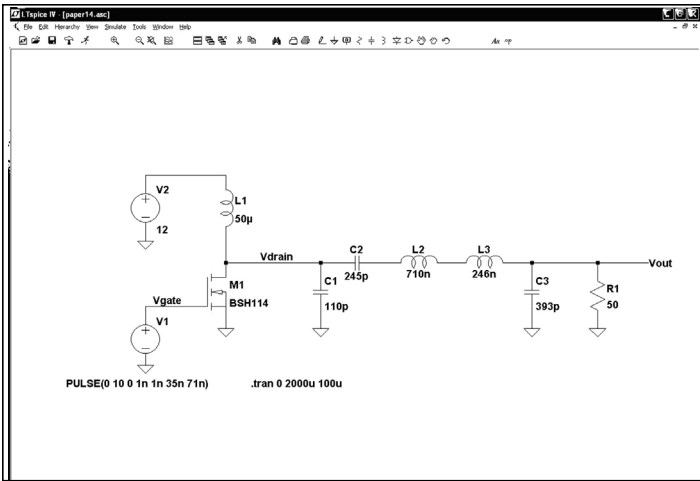 LTspice IV - [paper14.asc]
File Edit Hierarchy View Simulate Tools Window Help
Aa .op
V2
12
L1
50µ
Vdrain
C2
245p
L2
710n
L3
246n
Vout
M1
BSH114
C1
110p
C3
393p
R1
50
Vgate
V1
PULSE(0 10 0 1n 1n 35n 71n)
.tran 0 2000u 100u